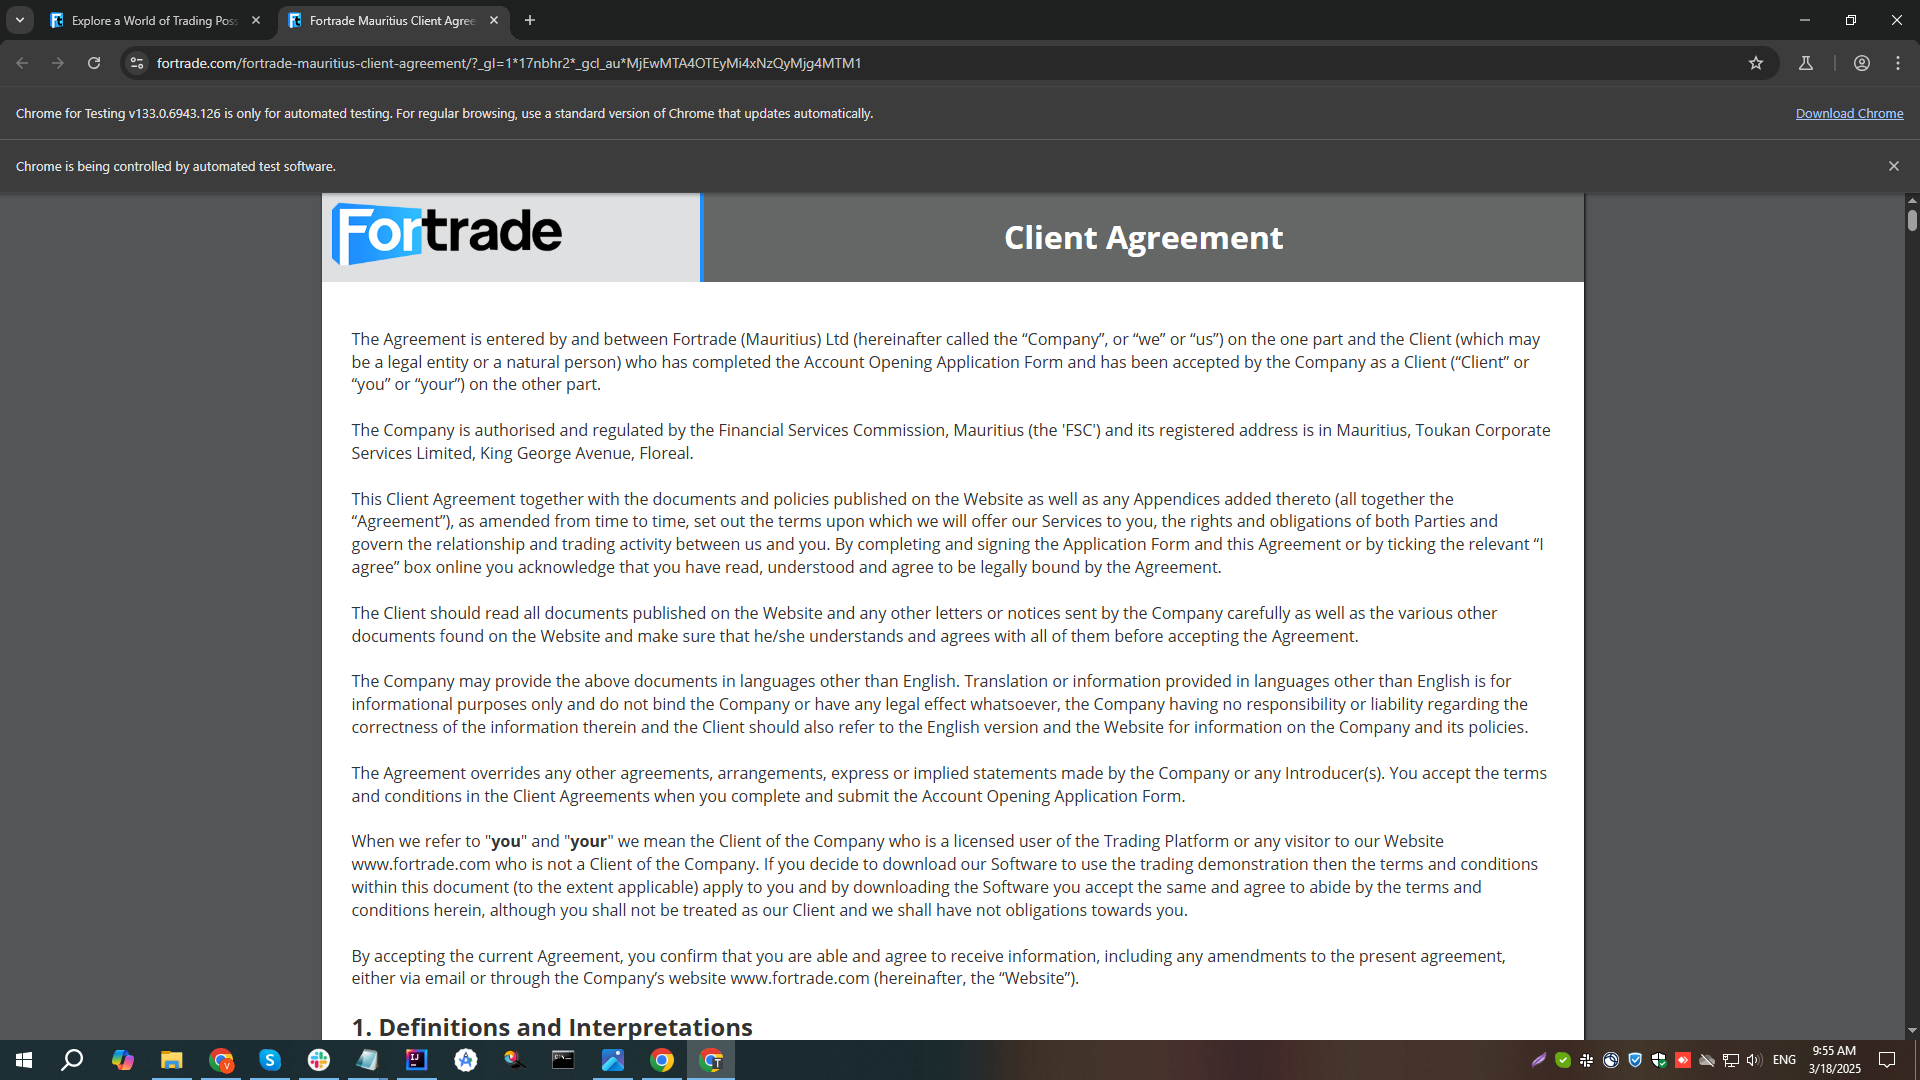 Explore a World of Trading Pos
Fortrade Mauritius Client Agree
fortrade.com/fortrade-mauritius-client-agreement/?_gl=1*17nbhr2*_gcl_au*MjEwMTA4OTEyMi4xNzQyMjg4MTM1
Chrome for Testing v133.0.6943.126 is only for automated testing. For regular browsing, use a standard version of Chrome that updates automatically.
Download Chrome
Chrome is being controlled by automated test software.
Fortrade
Client Agreement
The Agreement is entered by and between Fortrade (Mauritius) Ltd (hereinafter called the “Company”, or “we” or “us”) on the one part and the Client (which may
be a legal entity or a natural person) who has completed the Account Opening Application Form and has been accepted by the Company as a Client (“Client” or
“you” or “your”) on the other part.
The Company is authorised and regulated by the Financial Services Commission, Mauritius (the 'FSC') and its registered address is in Mauritius, Toukan Corporate
Services Limited, King George Avenue, Floreal.
This Client Agreement together with the documents and policies published on the Website as well as any Appendices added thereto (all together the
“Agreement”), as amended from time to time, set out the terms upon which we will offer our Services to you, the rights and obligations of both Parties and
govern the relationship and trading activity between us and you. By completing and signing the Application Form and this Agreement or by ticking the relevant “I
agree” box online you acknowledge that you have read, understood and agree to be legally bound by the Agreement.
The Client should read all documents published on the Website and any other letters or notices sent by the Company carefully as well as the various other
documents found on the Website and make sure that he/she understands and agrees with all of them before accepting the Agreement.
The Company may provide the above documents in languages other than English. Translation or information provided in languages other than English is for
informational purposes only and do not bind the Company or have any legal effect whatsoever, the Company having no responsibility or liability regarding the
correctness of the information therein and the Client should also refer to the English version and the Website for information on the Company and its policies.
The Agreement overrides any other agreements, arrangements, express or implied statements made by the Company or any Introducer(s). You accept the terms
and conditions in the Client Agreements when you complete and submit the Account Opening Application Form.
When we refer to "you" and "your" we mean the Client of the Company who is a licensed user of the Trading Platform or any visitor to our Website
www.fortrade.com who is not a Client of the Company. If you decide to download our Software to use the trading demonstration then the terms and conditions
within this document (to the extent applicable) apply to you and by downloading the Software you accept the same and agree to abide by the terms and
conditions herein, although you shall not be treated as our Client and we shall have not obligations towards you.
By accepting the current Agreement, you confirm that you are able and agree to receive information, including any amendments to the present agreement,
either via email or through the Company’s website www.fortrade.com (hereinafter, the “Website”).
1. Definitions and Interpretations
ENG
9:55 AM
3/18/2025